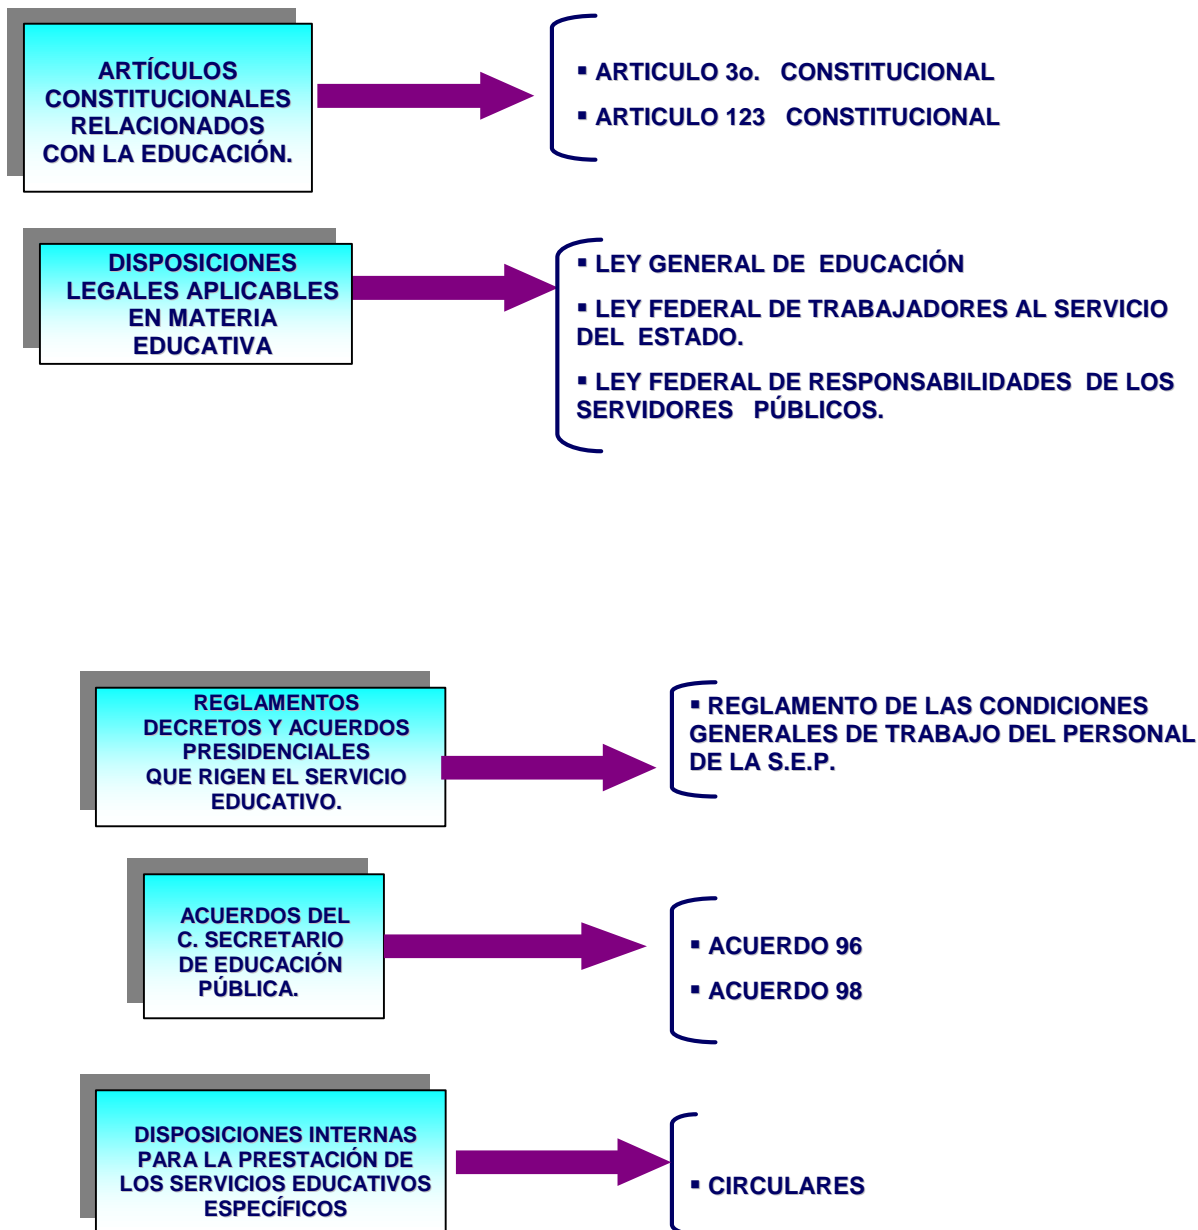 ARTÍCULOS
CONSTITUCIONALES
RELACIONADOS
CON LA EDUCACIÓN.
▪ ARTICULO 3o. CONSTITUCIONAL
▪ ARTICULO 123 CONSTITUCIONAL
DISPOSICIONES
LEGALES APLICABLES
EN MATERIA
EDUCATIVA
▪ LEY GENERAL DE EDUCACIÓN
▪ LEY FEDERAL DE TRABAJADORES AL SERVICIO
DEL ESTADO.
▪ LEY FEDERAL DE RESPONSABILIDADES DE LOS
SERVIDORES PÚBLICOS.
REGLAMENTOS
DECRETOS Y ACUERDOS
PRESIDENCIALES
QUE RIGEN EL SERVICIO
EDUCATIVO.
▪ REGLAMENTO DE LAS CONDICIONES
GENERALES DE TRABAJO DEL PERSONAL
DE LA S.E.P.
ACUERDOS DEL
C. SECRETARIO
DE EDUCACIÓN
PÚBLICA.
▪ ACUERDO 96
▪ ACUERDO 98
DISPOSICIONES INTERNAS
PARA LA PRESTACIÓN DE
LOS SERVICIOS EDUCATIVOS
ESPECÍFICOS
▪ CIRCULARES